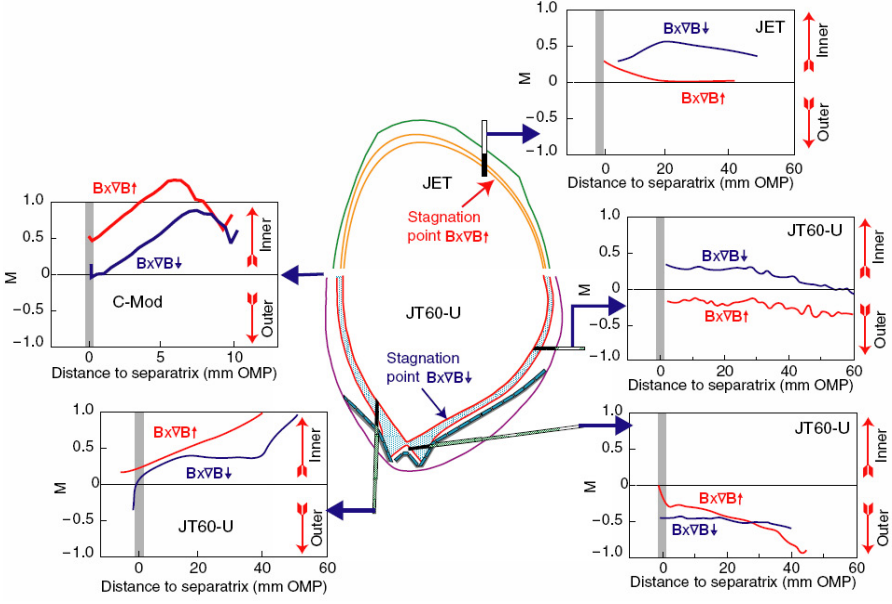 1.0
0.5
0
−0.5
−1.0
M
B×∇B↓
JET
B×∇B↑
Inner
Outer
0
20
40
60
Distance to separatrix (mm OMP)
JET
Stagnation
point B×∇B↑
JT60-U
Stagnation
point B×∇B↓
B×∇B↑
1.0
0.5
0
−0.5
−1.0
M
B×∇B↓
C-Mod
Inner
Outer
0
5
10
Distance to separatrix (mm OMP)
1.0
0.5
0
−0.5
−1.0
M
JT60-U
B×∇B↓
B×∇B↑
Inner
Outer
0
20
40
60
Distance to separatrix (mm OMP)
1.0
0.5
0
−0.5
−1.0
M
B×∇B↑
B×∇B↓
JT60-U
Inner
Outer
0
20
40
60
Distance to separatrix (mm OMP)
1.0
0.5
0
−0.5
−1.0
M
JT60-U
B×∇B↑
B×∇B↓
Inner
Outer
0
20
40
60
Distance to separatrix (mm OMP)